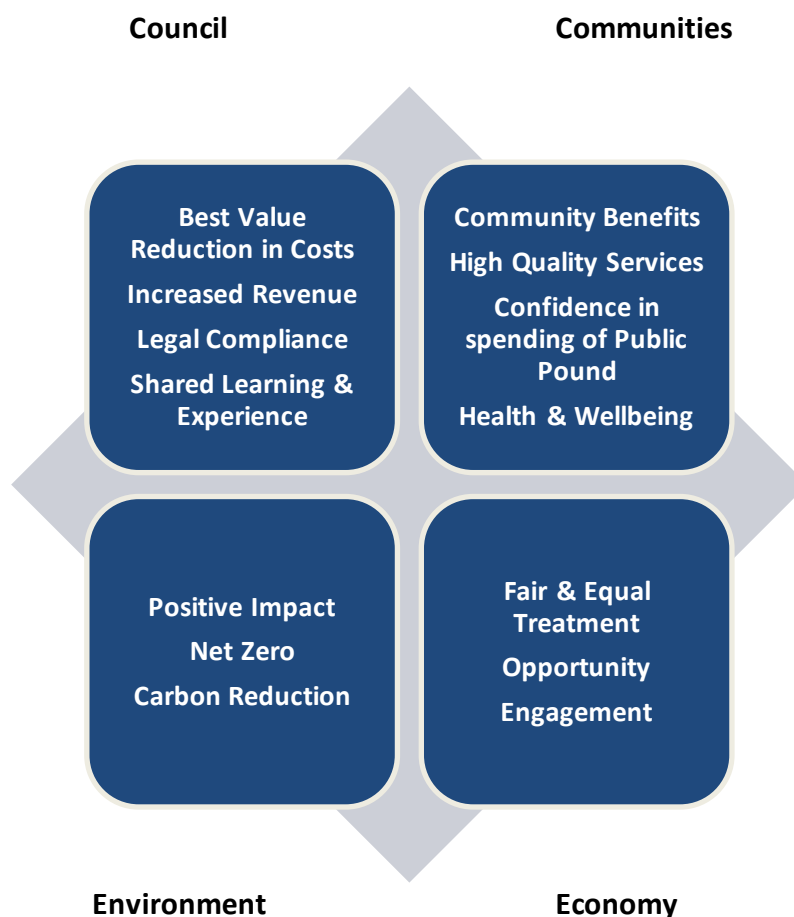 Council
Communities
Best Value
Reduction in Costs
Increased Revenue
Legal Compliance
Shared Learning &
Experience
Community Benefits
High Quality Services
Confidence in
spending of Public
Pound
Health & Wellbeing
Positive Impact
Net Zero
Carbon Reduction
Fair & Equal
Treatment
Opportunity
Engagement
Environment
Economy